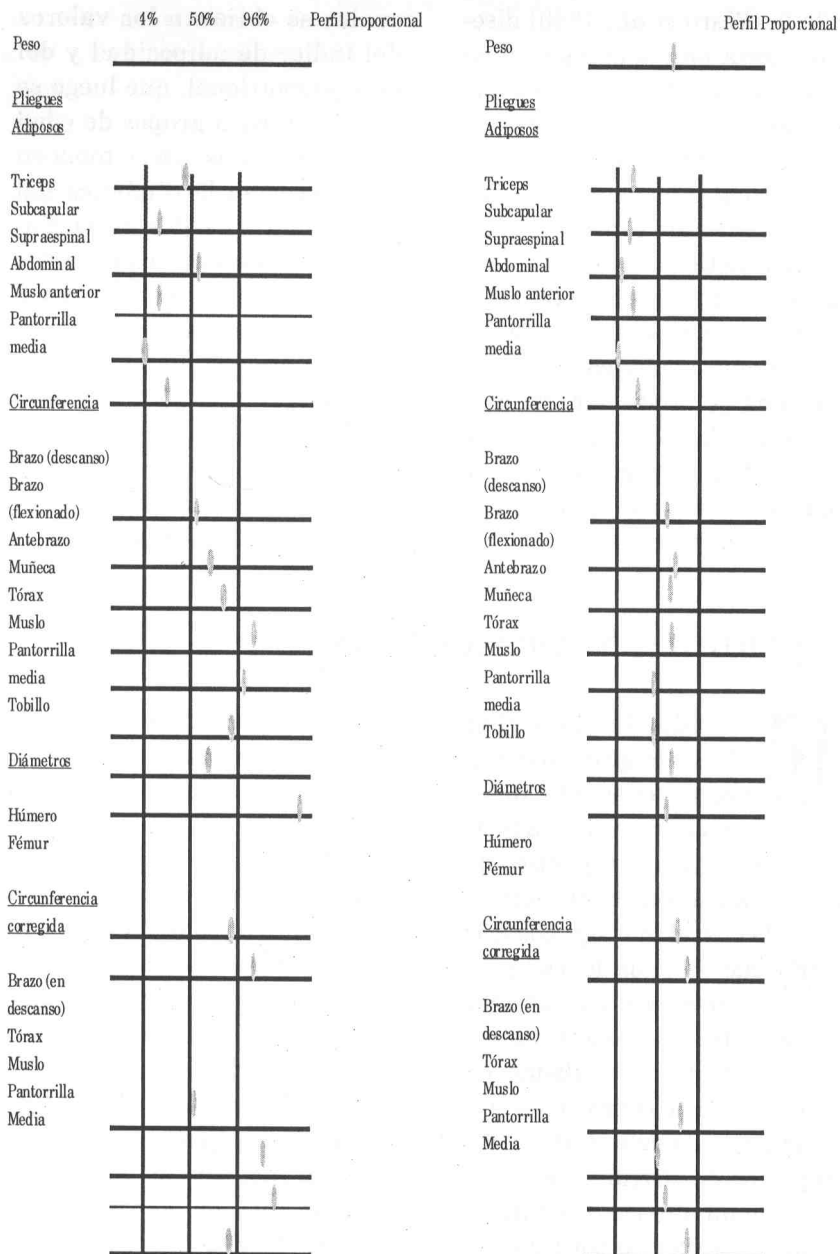 4% 50% 96% Perfil Proporcional
Peso
Pliegues
Adiposos
Triceps
Subcapular
Supraespinal
Abdominal
Muslo anterior
Pantorrilla
media
Circunferencia
Brazo (descanso)
Brazo
(flexionado)
Antebrazo
Muñeca
Tórax
Muslo
Pantorrilla
media
Tobillo
Diámetros
Húmero
Fémur
Circunferencia
corregida
Brazo (en
descanso)
Tórax
Muslo
Pantorrilla
Media
Perfil Proporcional
Peso
Pliegues
Adiposos
Triceps
Subcapular
Supraespinal
Abdominal
Muslo anterior
Pantorrilla
media
Circunferencia
Brazo
(descanso)
Brazo
(flexionado)
Antebrazo
Muñeca
Tórax
Muslo
Pantorrilla
media
Tobillo
Diámetros
Húmero
Fémur
Circunferencia
corregida
Brazo (en
descanso)
Tórax
Muslo
Pantorrilla
Media